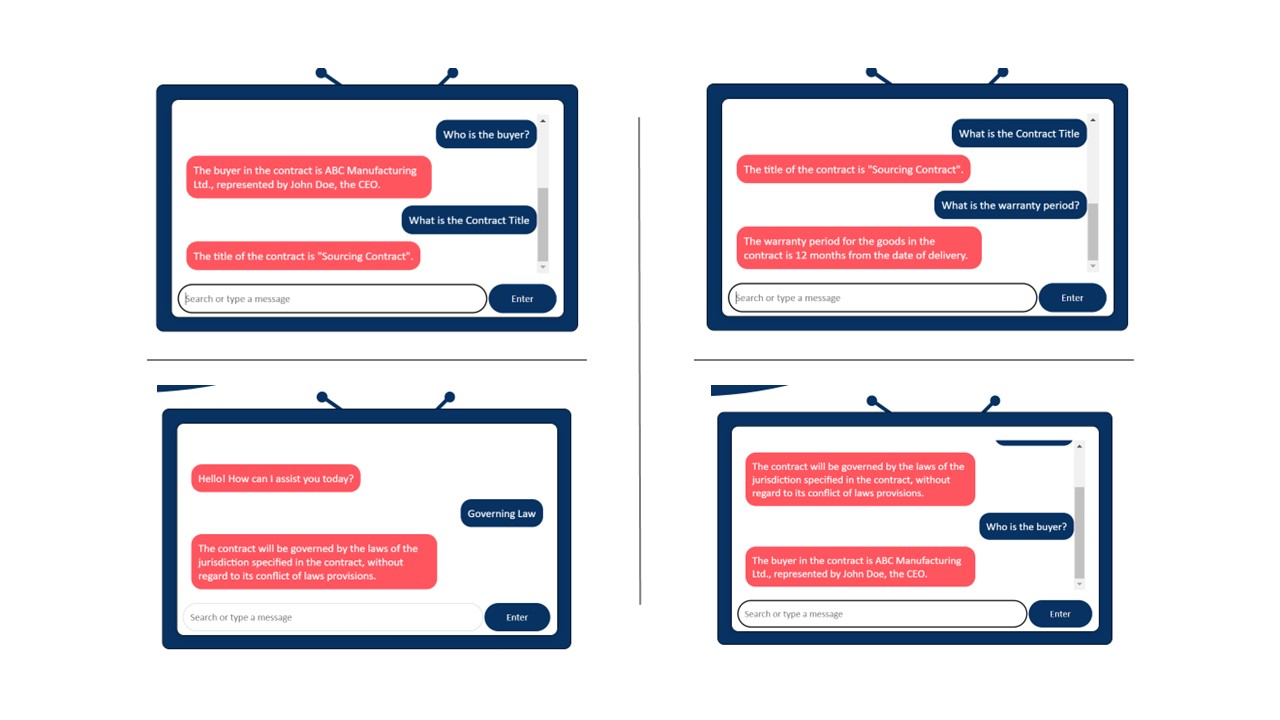 Who is the buyer?
The buyer in the contract is ABC Manufacturing
Ltd., represented by John Doe, the CEO.
What is the Contract Title
The title of the contract is "Sourcing Contract".
Search or type a message
Enter
What is the Contract Title
The title of the contract is "Sourcing Contract".
What is the warranty period?
The warranty period for the goods in the
contract is 12 months from the date of delivery.
Search or type a message
Enter
Hello! How can I assist you today?
Governing Law
The contract will be governed by the laws of the
jurisdiction specified in the contract, without
regard to its conflict of laws provisions.
Search or type a message
Enter
The contract will be governed by the laws of the
jurisdiction specified in the contract, without
regard to its conflict of laws provisions.
Who is the buyer?
The buyer in the contract is ABC Manufacturing
Ltd., represented by John Doe, the CEO.
Search or type a message
Enter